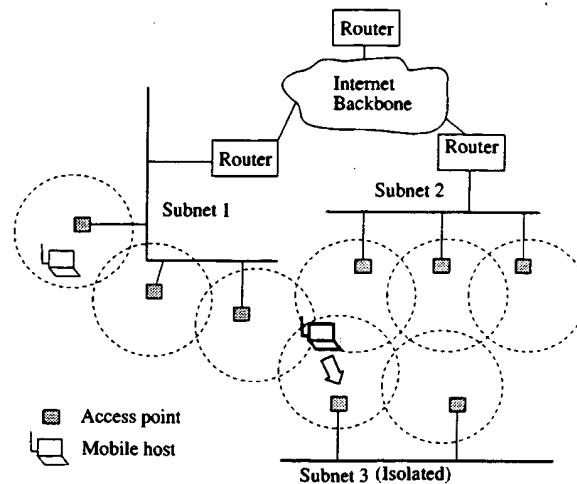 Router
Internet
Backbone
Router
Router
Subnet 1
Subnet 2
Access point
Mobile host
Subnet 3 (Isolated)